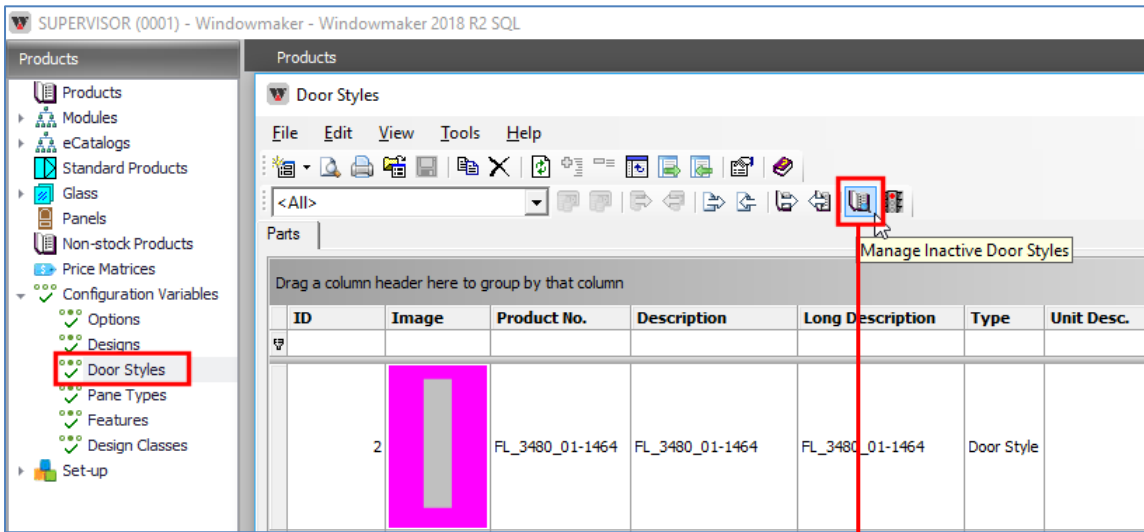 SUPERVISOR (0001) - Windowmaker - Windowmaker 2018 R2 SQL
Products
Products
Modules
eCatalogs
Standard Products
Glass
Panels
Non-stock Products
Price Matrices
Configuration Variables
Options
Designs
Door Styles
Pane Types
Features
Design Classes
Set-up
Products
Door Styles
File Edit View Tools Help
<All>
Manage Inactive Door Styles
Parts
Drag a column header here to group by that column
ID Image Product No. Description Long Description Type Unit Desc.
2 FL_3480_01-1464 FL_3480_01-1464 FL_3480_01-1464 Door Style